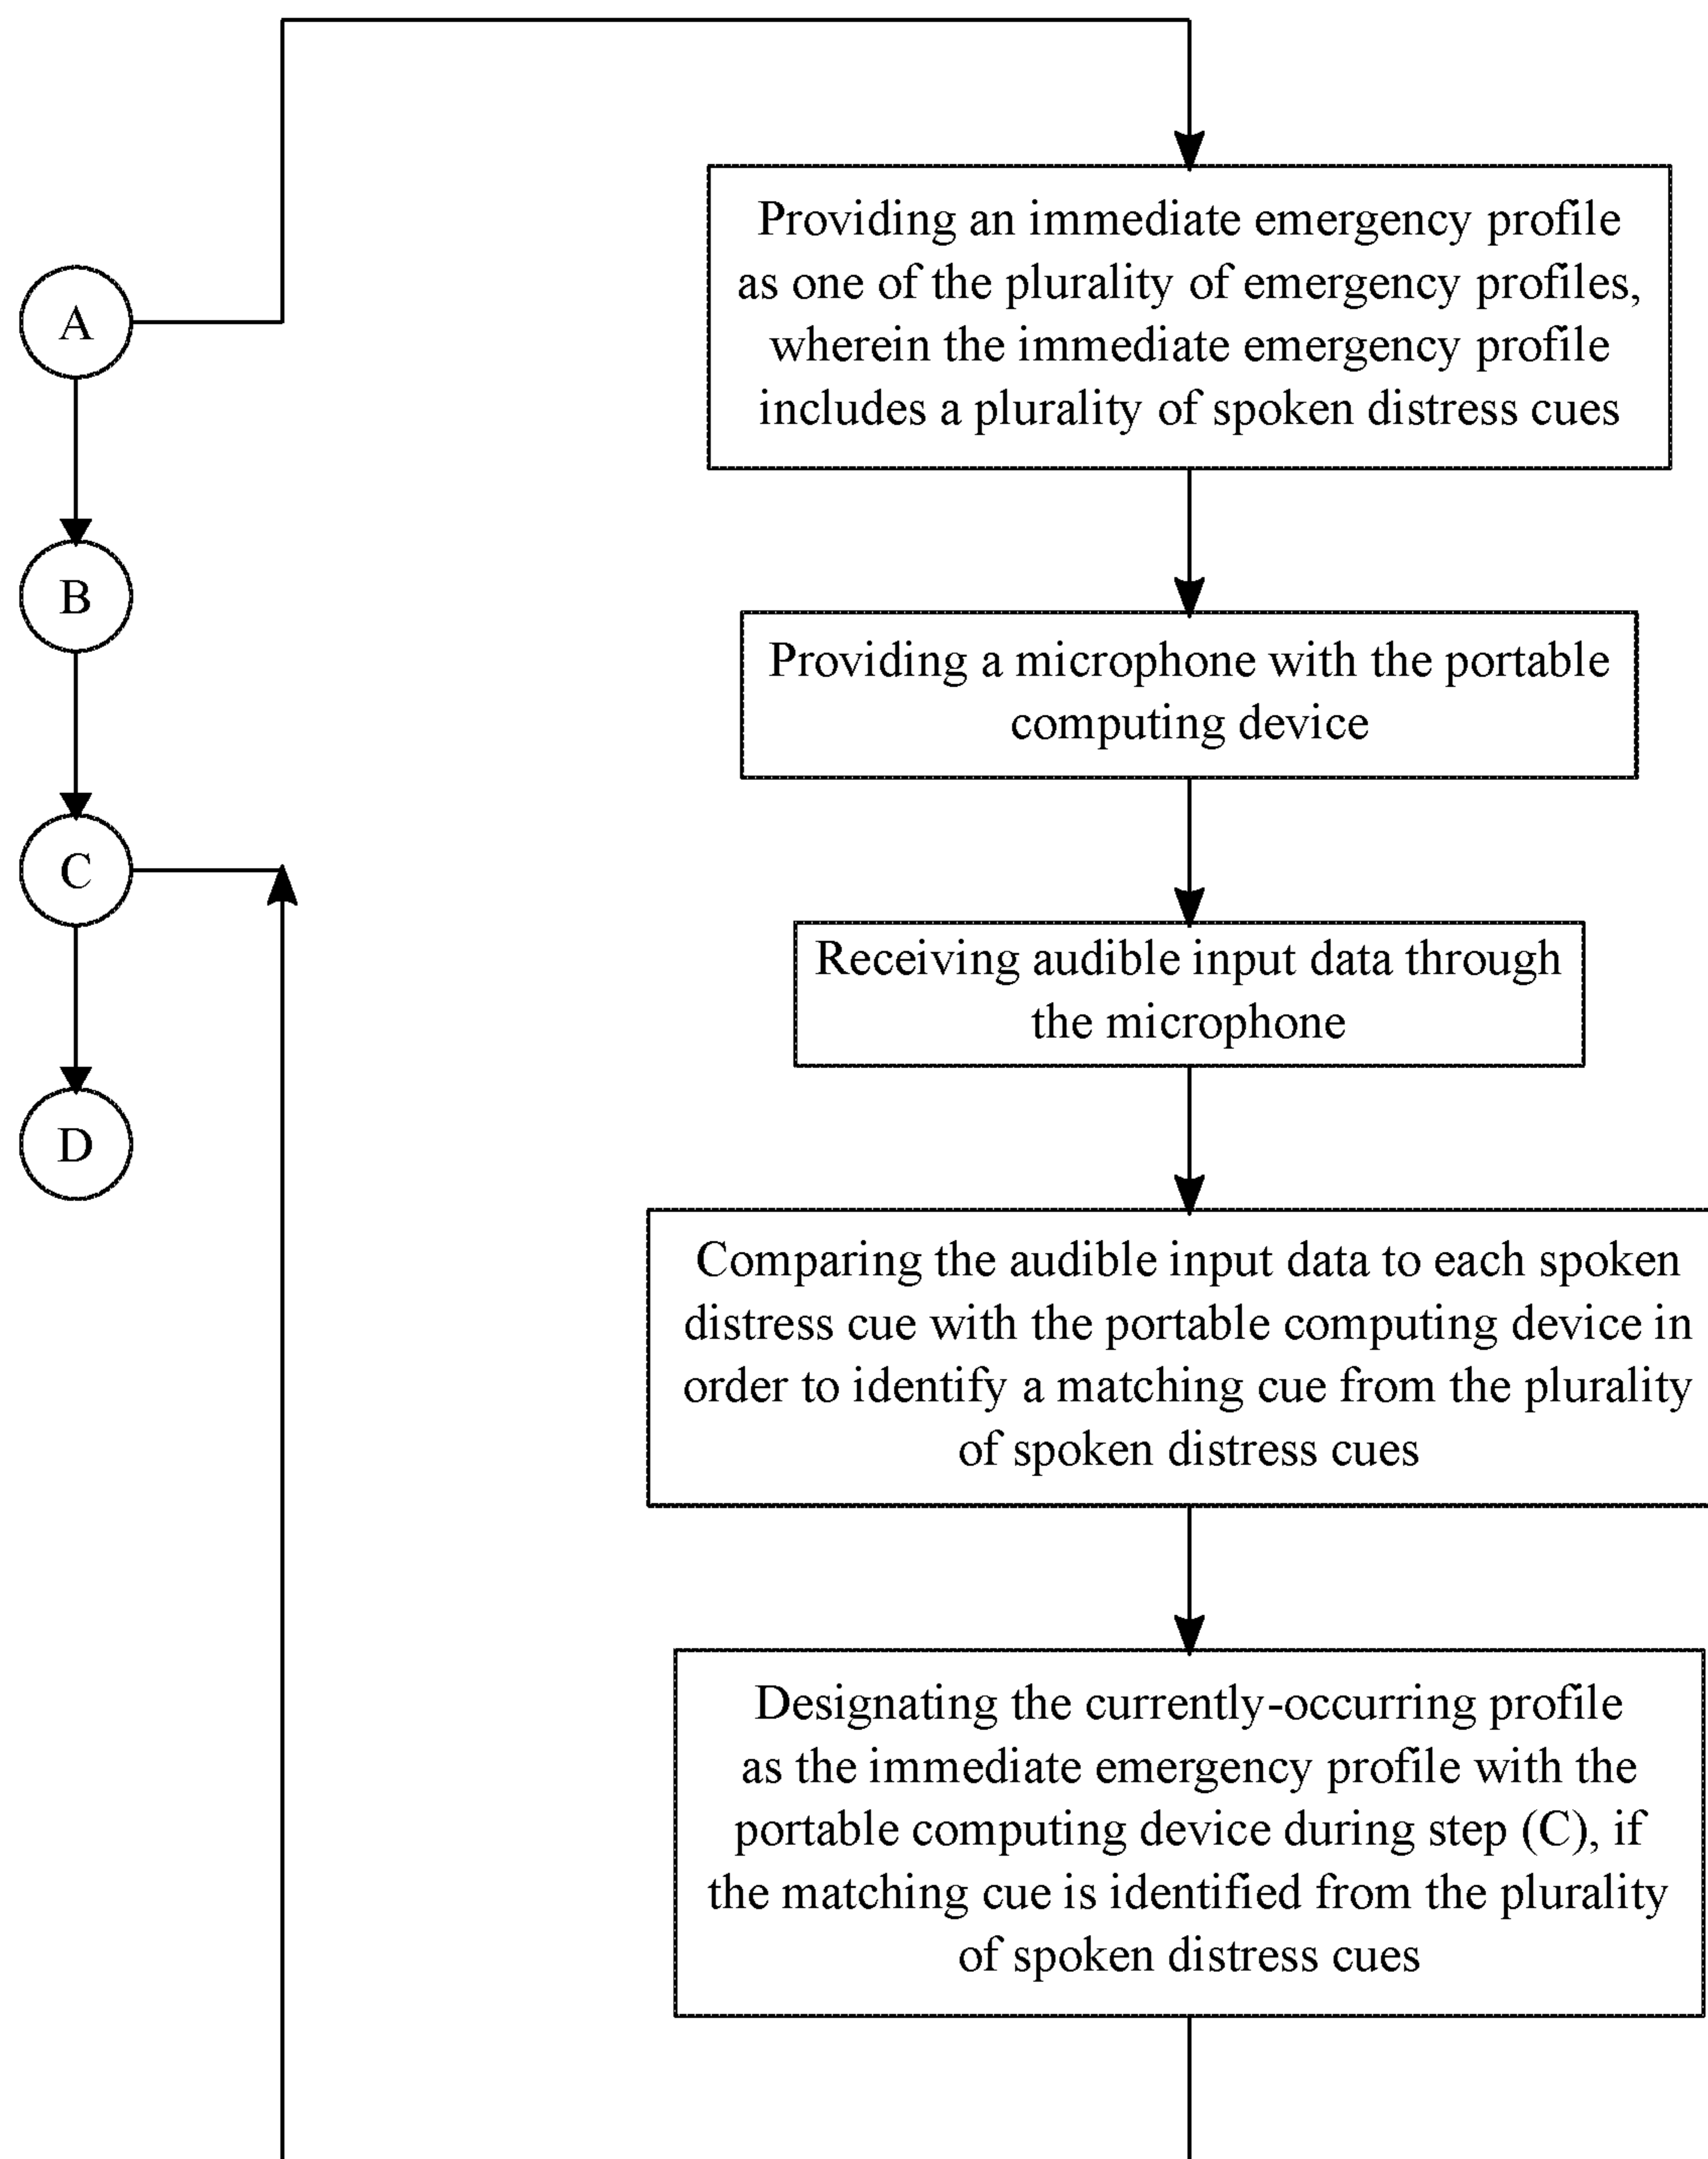 A
B
C
D
Providing an immediate emergency profile
as one of the plurality of emergency profiles,
wherein the immediate emergency profile
includes a plurality of spoken distress cues
Providing a microphone with the portable
computing device
Receiving audible input data through
the microphone
Comparing the audible input data to each spoken
distress cue with the portable computing device in
order to identify a matching cue from the plurality
of spoken distress cues
Designating the currently-occurring profile
as the immediate emergency profile with the
portable computing device during step (C), if
the matching cue is identified from the plurality
of spoken distress cues